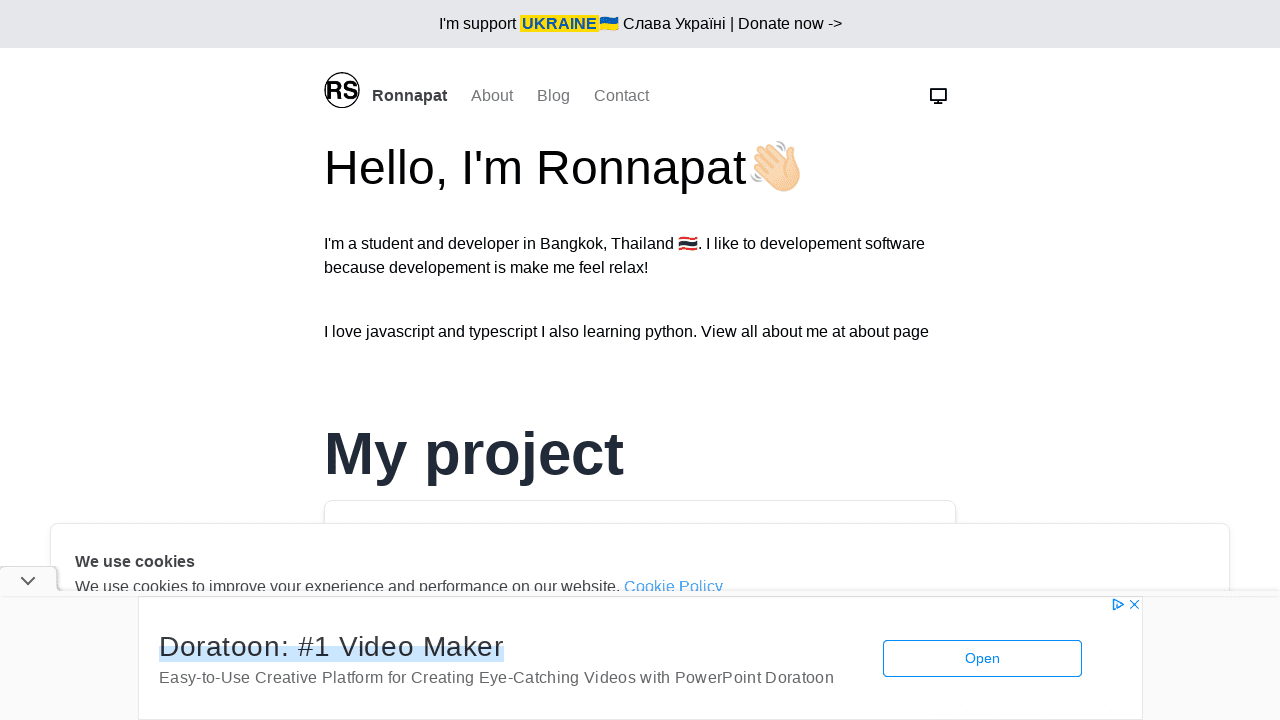 I'm support UKRAINE🇺🇦 Слава Україні | Donate now ->
RS Ronnapat About Blog Contact
Hello, I'm Ronnapat👋🏻
I'm a student and developer in Bangkok, Thailand 🇹🇭. I like to developement software
because developement is make me feel relax!
I love javascript and typescript I also learning python. View all about me at about page
My project
We use cookies
We use cookies to improve your experience and performance on our website. Cookie Policy
Doratoon: #1 Video Maker
Easy-to-Use Creative Platform for Creating Eye-Catching Videos with PowerPoint Doratoon
Open